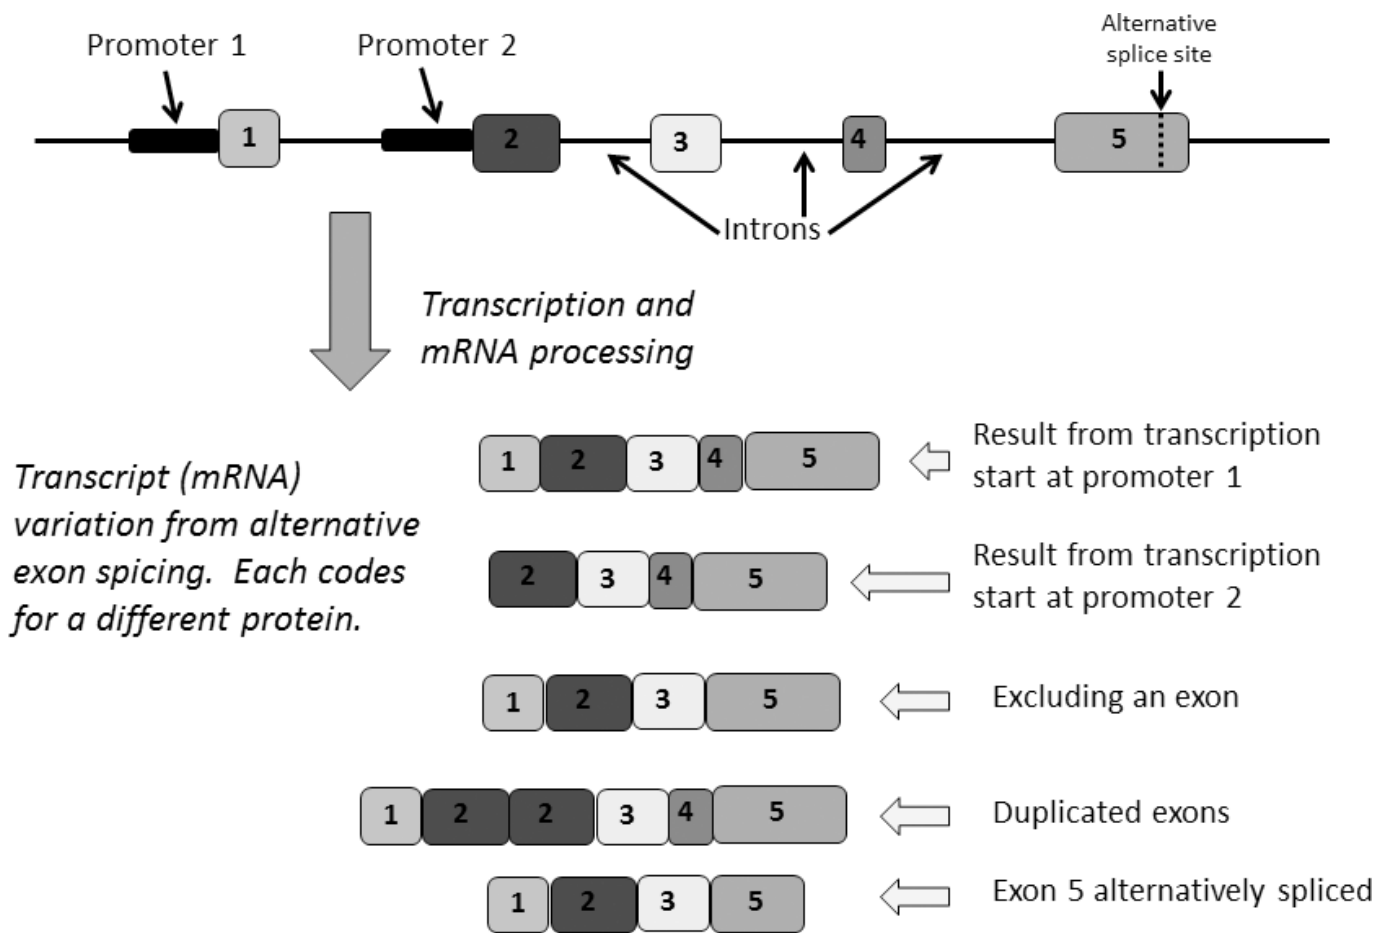 Promoter 1
Promoter 2
Alternative
splice site
1
2
3
4
5
Introns
Transcription and
mRNA processing
Transcript (mRNA)
variation from alternative
exon spicing.  Each codes
for a different protein.
1 2 3 4 5
Result from transcription
start at promoter 1
2 3 4 5
Result from transcription
start at promoter 2
1 2 3 5
Excluding an exon
1 2 2 3 4 5
Duplicated exons
1 2 3 5
Exon 5 alternatively spliced